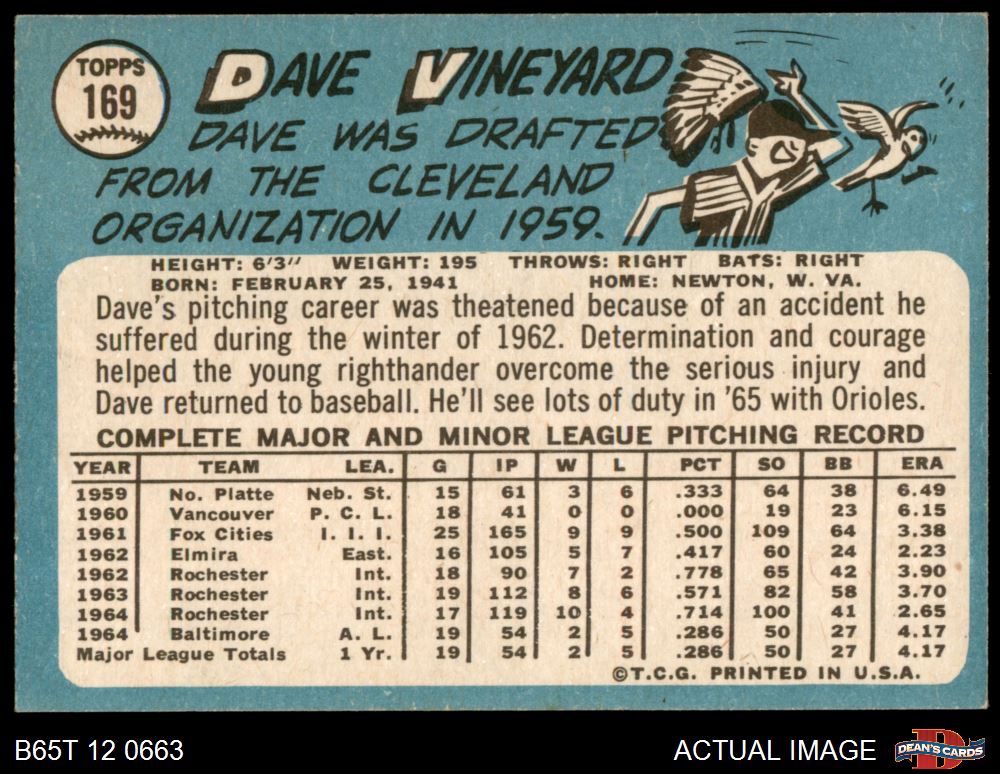 TOPPS
169
DAVE VINEYARD
DAVE WAS DRAFTED
FROM THE CLEVELAND
ORGANIZATION IN 1959.
HEIGHT: 6'3" WEIGHT: 195 THROWS: RIGHT BATS: RIGHT
BORN: FEBRUARY 25, 1941 HOME: NEWTON, W. VA.
Dave's pitching career was theatened because of an accident he
suffered during the winter of 1962. Determination and courage
helped the young righthander overcome the serious injury and
Dave returned to baseball. He'll see lots of duty in '65 with Orioles.
COMPLETE MAJOR AND MINOR LEAGUE PITCHING RECORD
YEAR TEAM LEA. G IP W L PCT SO BB ERA
1959 No. Platte Neb. St. 15 61 3 6 .333 64 38 6.49
1960 Vancouver P. C. L. 18 41 0 0 .000 19 23 6.15
1961 Fox Cities I. I. I. 25 165 9 9 .500 109 64 3.38
1962 Elmira East. 16 105 5 7 .417 60 24 2.23
1962 Rochester Int. 18 90 7 2 .778 65 42 3.90
1963 Rochester Int. 19 112 8 6 .571 82 58 3.70
1964 Rochester Int. 17 119 10 4 .714 100 41 2.65
1964 Baltimore A. L. 19 54 2 5 .286 50 27 4.17
Major League Totals 1 Yr. 19 54 2 5 .286 50 27 4.17
©T.C.G. PRINTED IN U.S.A.
B65T 12 0663 ACTUAL IMAGE DEAN'S CARDS